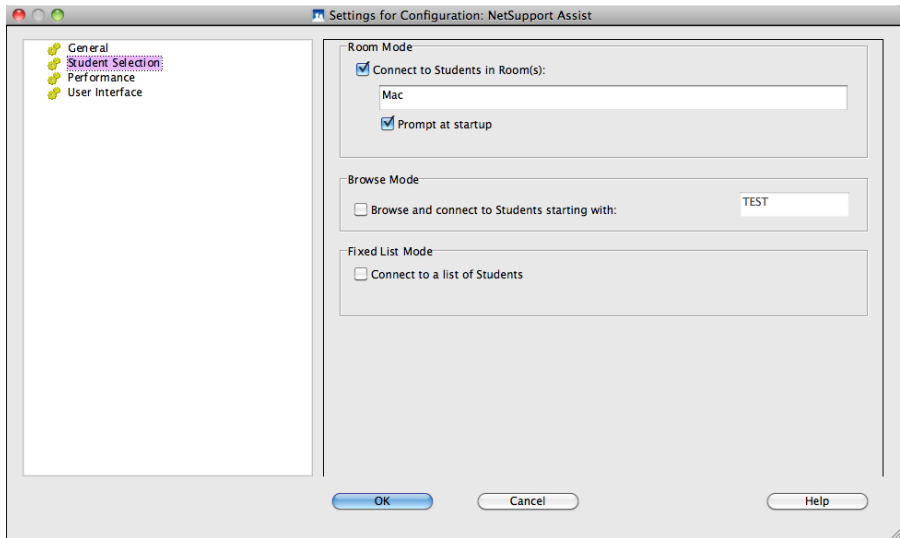 Settings for Configuration: NetSupport Assist
General
Student Selection
Performance
User Interface
Room Mode
Connect to Students in Room(s):
Mac
Prompt at startup
Browse Mode
Browse and connect to Students starting with:
TEST
Fixed List Mode
Connect to a list of Students
OK
Cancel
Help